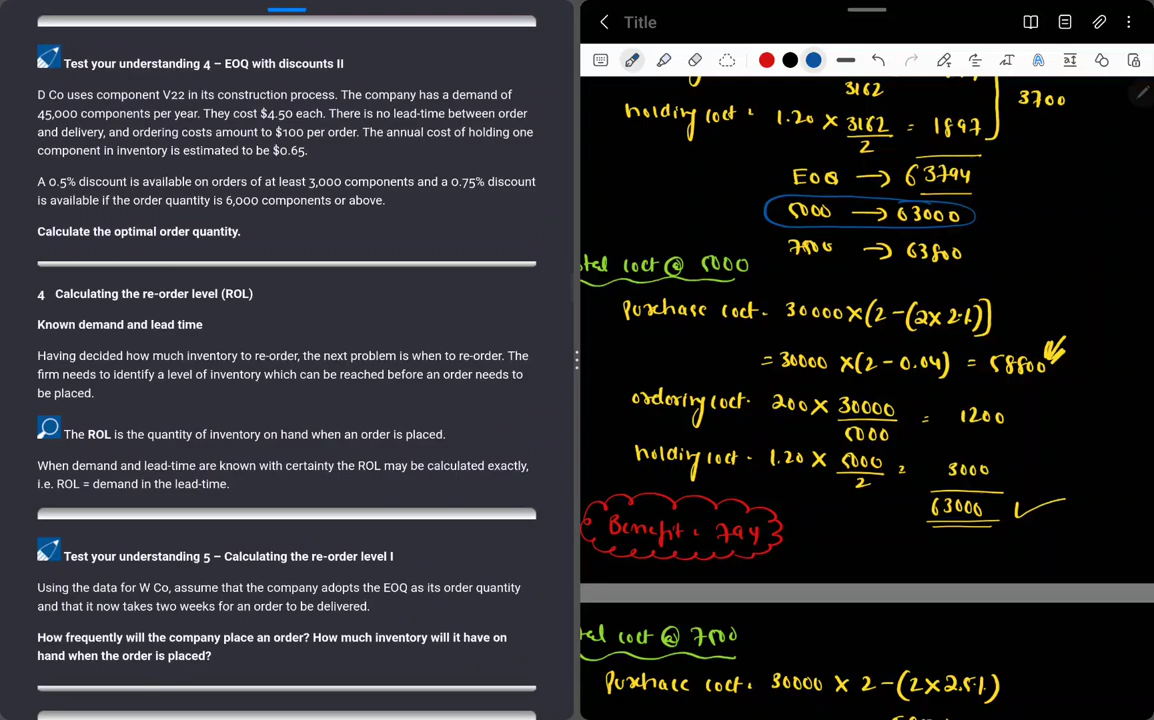 Test your understanding 4 – EOQ with discounts II
D Co uses component V22 in its construction process. The company has a demand of
45,000 components per year. They cost $4.50 each. There is no lead-time between order
and delivery, and ordering costs amount to $100 per order. The annual cost of holding one
component in inventory is estimated to be $0.65.
A 0.5% discount is available on orders of at least 3,000 components and a 0.75% discount
is available if the order quantity is 6,000 components or above.
Calculate the optimal order quantity.
4 Calculating the re-order level (ROL)
Known demand and lead time
Having decided how much inventory to re-order, the next problem is when to re-order. The
firm needs to identify a level of inventory which can be reached before an order needs to
be placed.
The ROL is the quantity of inventory on hand when an order is placed.
When demand and lead-time are known with certainty the ROL may be calculated exactly,
i.e. ROL = demand in the lead-time.
Test your understanding 5 – Calculating the re-order level I
Using the data for W Co, assume that the company adopts the EOQ as its order quantity
and that it now takes two weeks for an order to be delivered.
How frequently will the company place an order? How much inventory will it have on
hand when the order is placed?
Title
3162
3700
holding cost = 1.20 × 3162/2 = 1897
EOQ → 63794
5000 → 63000
7500 → 63800
tal cost @ 5000
Purchase cost = 30000 × (2 - (2 × 2%)]
= 30000 × (2 - 0.04) = 58800
ordering cost = 200 × 30000/5000 = 1200
holding cost = 1.20 × 5000/2 = 3000
63000
Benefit = 794
tal cost @ 7500
Purchase cost = 30000 × 2 - (2 × 2.5%)